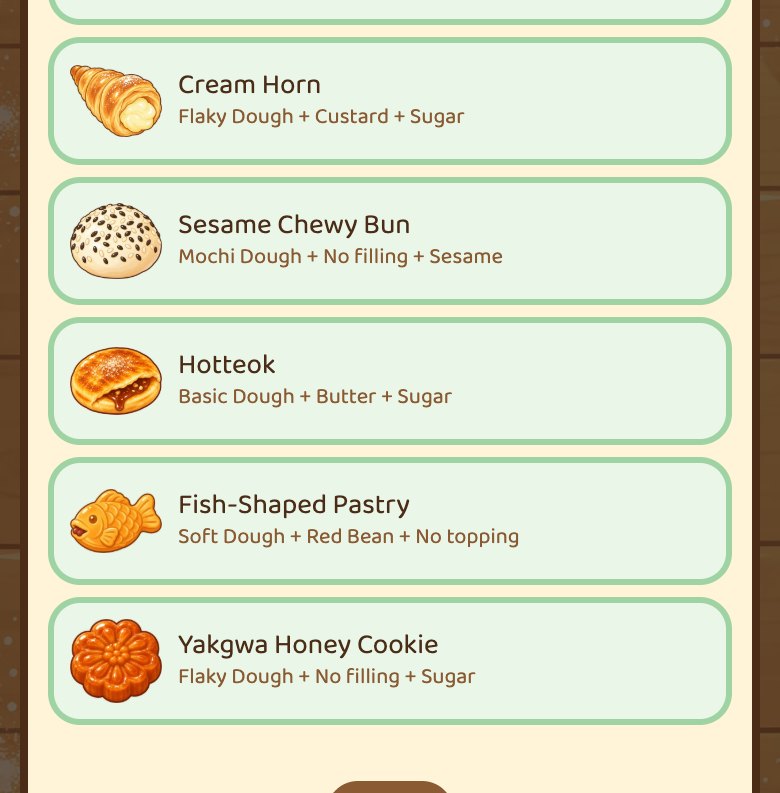 Cream Horn
Flaky Dough + Custard + Sugar
Sesame Chewy Bun
Mochi Dough + No filling + Sesame
Hotteok
Basic Dough + Butter + Sugar
Fish-Shaped Pastry
Soft Dough + Red Bean + No topping
Yakgwa Honey Cookie
Flaky Dough + No filling + Sugar